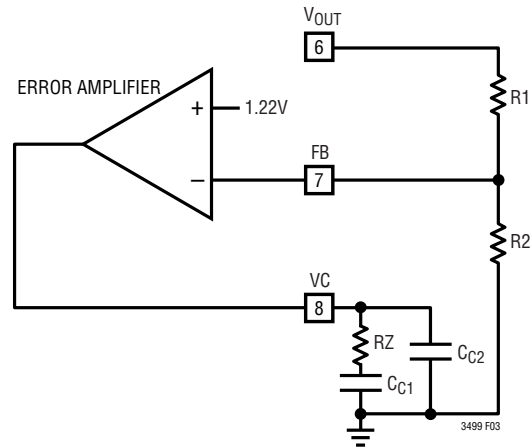 VOUT
6
R1
ERROR AMPLIFIER
+
1.22V
FB
−
7
R2
VC
8
RZ
CC2
CC1
3499 F03